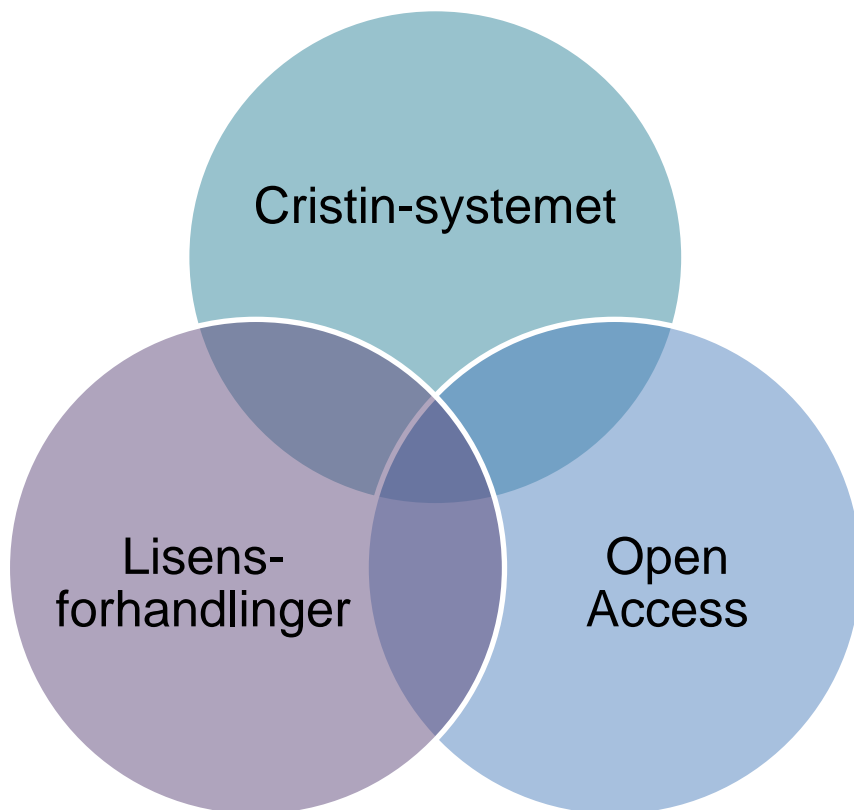 Cristin-systemet
Lisens-
forhandlinger
Open
Access